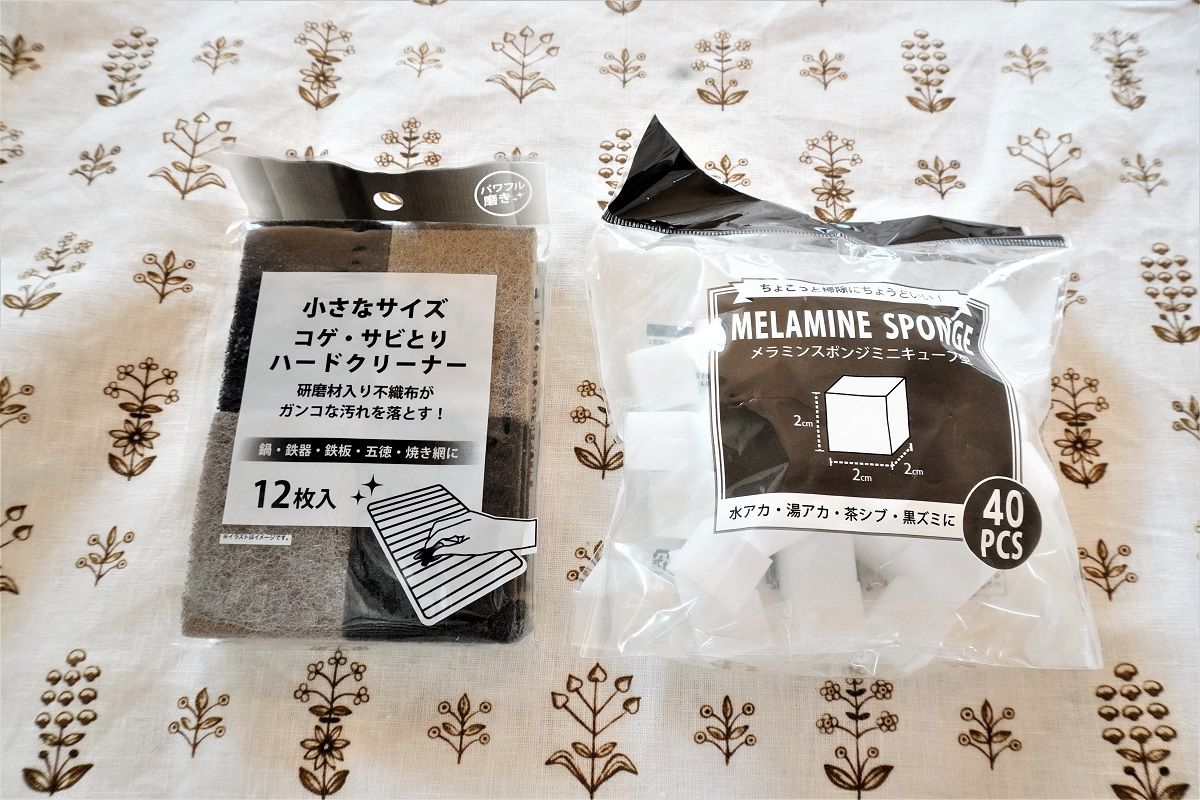 パワフル
磨き
小さなサイズ
コゲ・サビとり
ハードクリーナー
研磨材入り不織布が
ガンコな汚れを落とす！
鍋・鉄器・鉄板・五徳・焼き網に
12枚入
※イラストはイメージです。
ちょこっと掃除にちょうどいい！
MELAMINE SPONGE
メラミンスポンジミニキューブ型
2cm
2cm
2cm
水アカ・湯アカ・茶シブ・黒ズミに
40
PCS